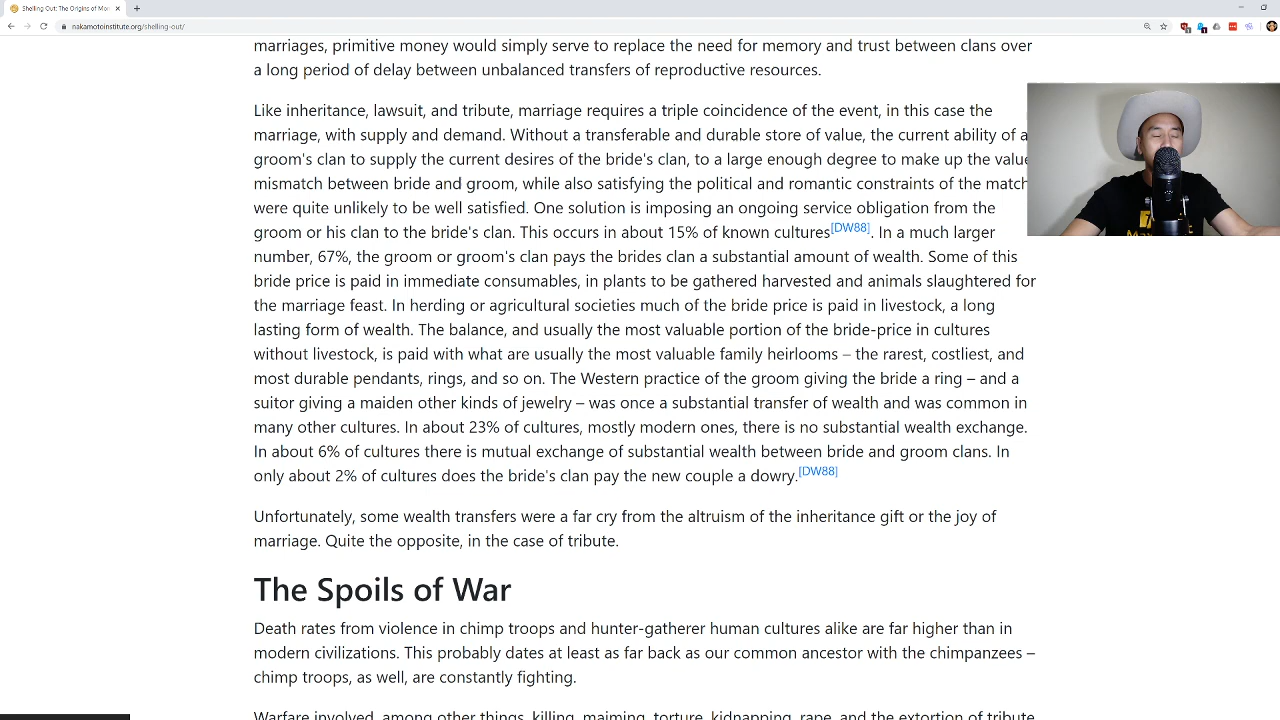 Shelling Out: The Origins of Mon
nakamotoinstitute.org/shelling-out/
marriages, primitive money would simply serve to replace the need for memory and trust between clans over
a long period of delay between unbalanced transfers of reproductive resources.
Like inheritance, lawsuit, and tribute, marriage requires a triple coincidence of the event, in this case the
marriage, with supply and demand. Without a transferable and durable store of value, the current ability of a
groom's clan to supply the current desires of the bride's clan, to a large enough degree to make up the value
mismatch between bride and groom, while also satisfying the political and romantic constraints of the match
were quite unlikely to be well satisfied. One solution is imposing an ongoing service obligation from the
groom or his clan to the bride's clan. This occurs in about 15% of known cultures[DW88]. In a much larger
number, 67%, the groom or groom's clan pays the brides clan a substantial amount of wealth. Some of this
bride price is paid in immediate consumables, in plants to be gathered harvested and animals slaughtered for
the marriage feast. In herding or agricultural societies much of the bride price is paid in livestock, a long
lasting form of wealth. The balance, and usually the most valuable portion of the bride-price in cultures
without livestock, is paid with what are usually the most valuable family heirlooms – the rarest, costliest, and
most durable pendants, rings, and so on. The Western practice of the groom giving the bride a ring – and a
suitor giving a maiden other kinds of jewelry – was once a substantial transfer of wealth and was common in
many other cultures. In about 23% of cultures, mostly modern ones, there is no substantial wealth exchange.
In about 6% of cultures there is mutual exchange of substantial wealth between bride and groom clans. In
only about 2% of cultures does the bride's clan pay the new couple a dowry.[DW88]
Unfortunately, some wealth transfers were a far cry from the altruism of the inheritance gift or the joy of
marriage. Quite the opposite, in the case of tribute.
The Spoils of War
Death rates from violence in chimp troops and hunter-gatherer human cultures alike are far higher than in
modern civilizations. This probably dates at least as far back as our common ancestor with the chimpanzees –
chimp troops, as well, are constantly fighting.
Warfare involved, among other things, killing, maiming, torture, kidnapping, rape, and the extortion of tribute